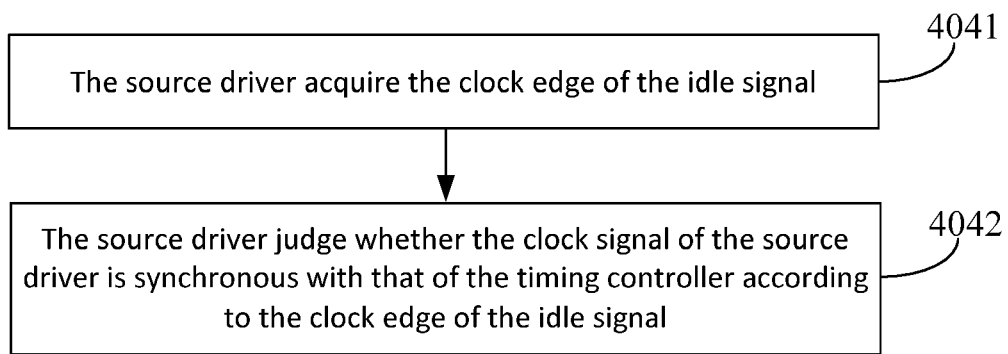 4041
The source driver acquire the clock edge of the idle signal
4042
The source driver judge whether the clock signal of the source
driver is synchronous with that of the timing controller according
to the clock edge of the idle signal